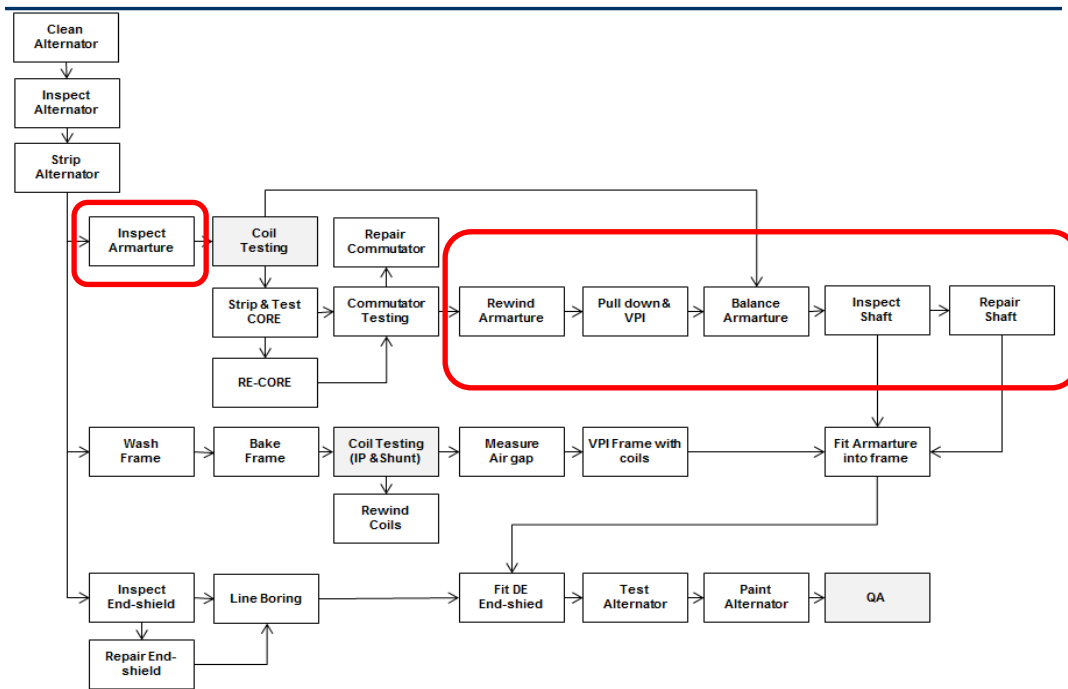 Clean
Alternator
Inspect
Alternator
Strip
Alternator
Inspect
Armarture
Coil
Testing
Repair
Commutator
Strip & Test
CORE
Commutator
Testing
Rewind
Armarture
Pull down &
VPI
Balance
Armarture
Inspect
Shaft
Repair
Shaft
RE-CORE
Wash
Frame
Bake
Frame
Coil Testing
(IP & Shunt)
Measure
Air gap
VPI Frame with
coils
Fit Armarture
into frame
Rewind
Coils
Inspect
End-shield
Line Boring
Fit DE
End-shied
Test
Alternator
Paint
Alternator
QA
Repair End-
shield